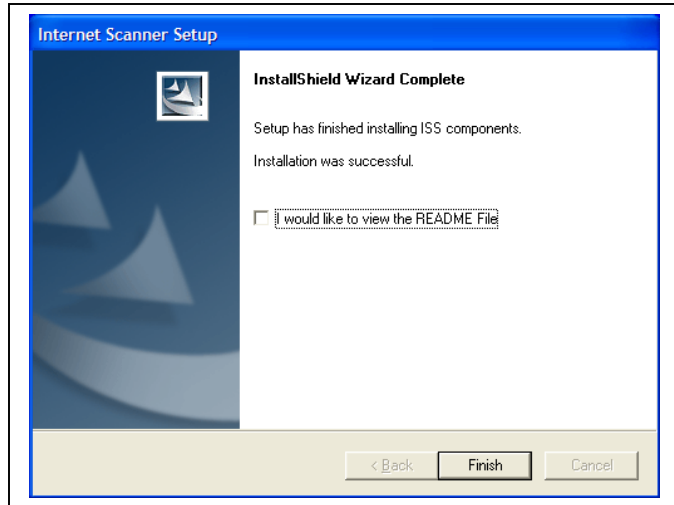 Internet Scanner Setup
InstallShield Wizard Complete
Setup has finished installing ISS components.
Installation was successful.
I would like to view the README File
< Back
Finish
Cancel